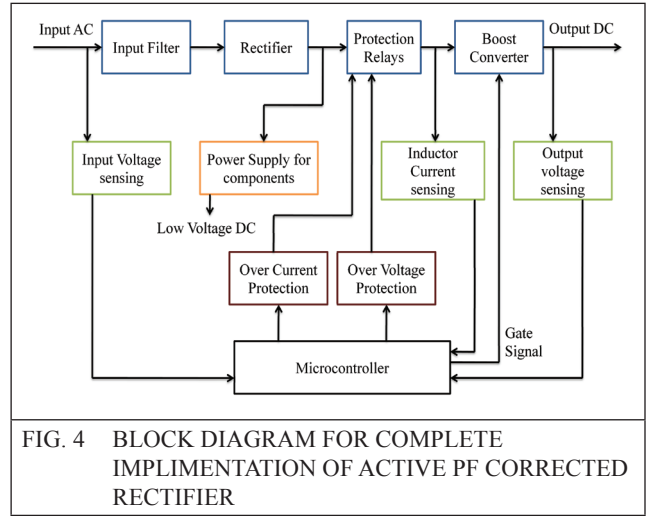 Input AC
Input Filter
Rectifier
Protection
Relays
Boost
Converter
Output DC
Input Voltage
sensing
Power Supply for
components
Inductor
Current
sensing
Output
voltage
sensing
Low Voltage DC
Over Current
Protection
Over Voltage
Protection
Gate
Signal
Microcontroller
FIG. 4 BLOCK DIAGRAM FOR COMPLETE
IMPLIMENTATION OF ACTIVE PF CORRECTED
RECTIFIER